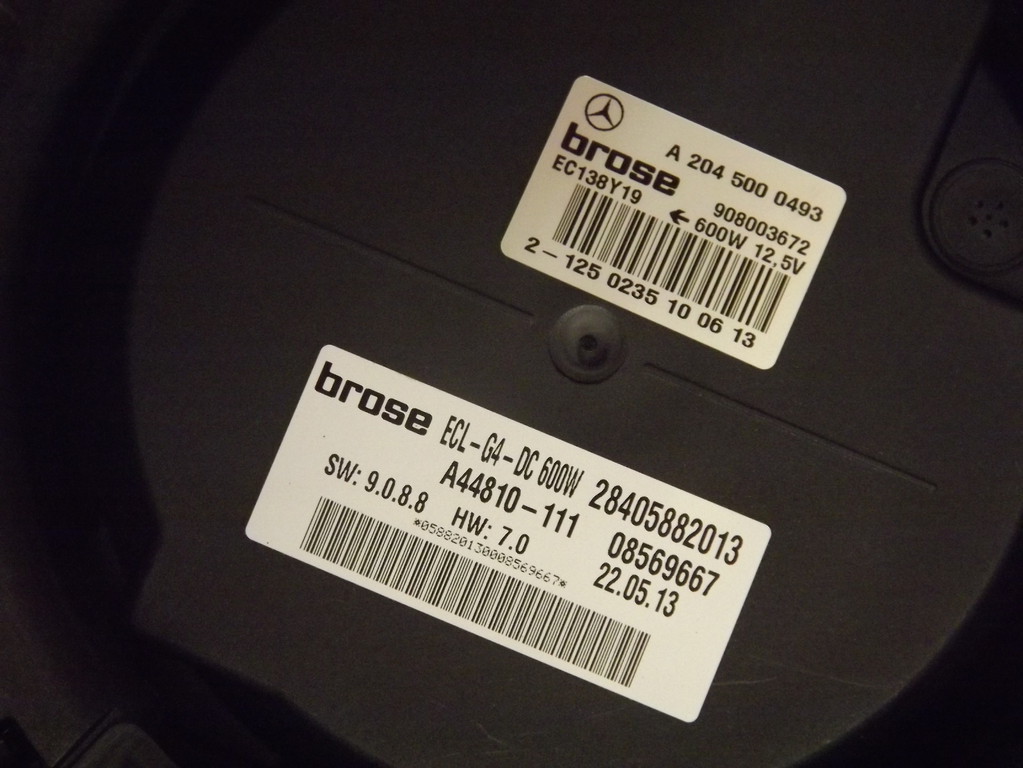 brose
A 204 500 0493
EC138Y19
908003672
← 600W 12,5V
2-125 0235 10 06 13
brose ECL-G4-DC 600W 28405882013
A44810-111 08569667
SW: 9.0.8.8 HW: 7.0 22.05.13
*058820130008569667*